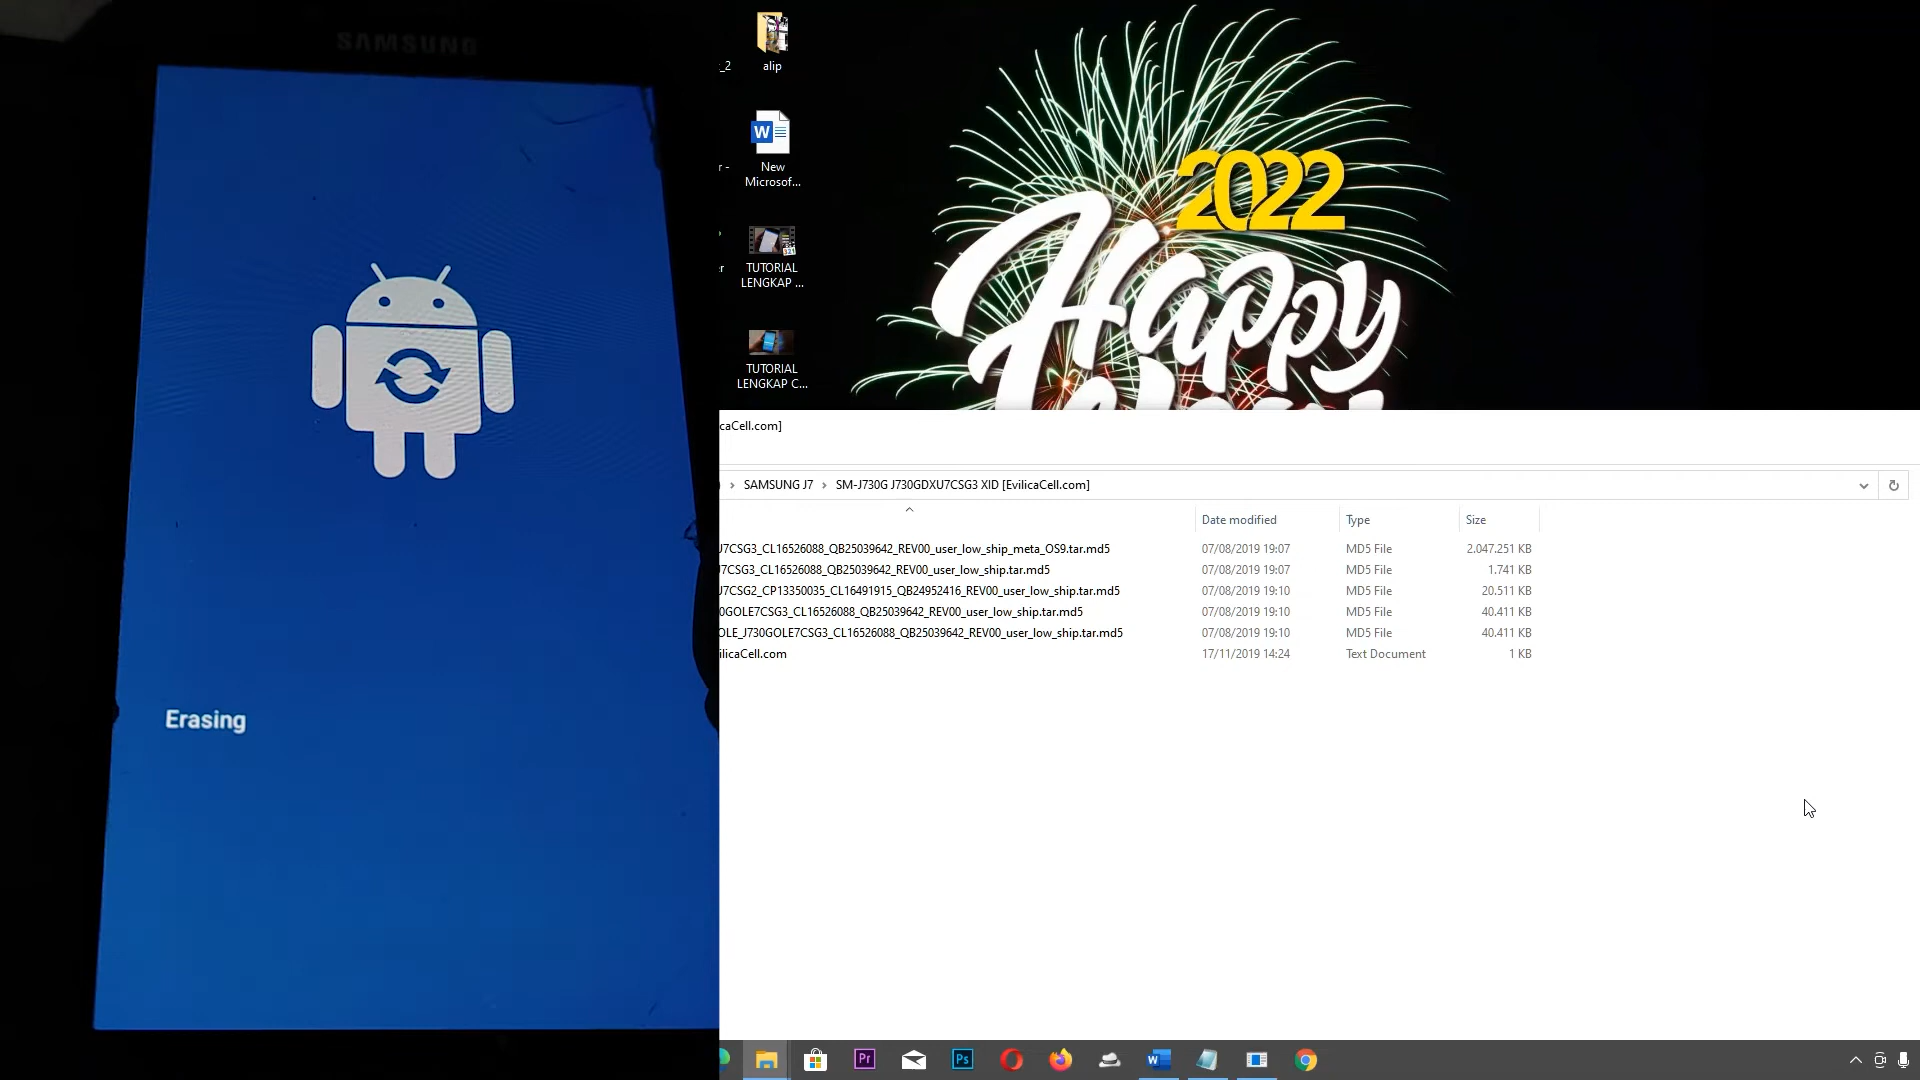 SAMSUNG
Erasing
_2
alip
r -
New
Microsof...
er
TUTORIAL
LENGKAP ...
TUTORIAL
LENGKAP C...
2022
Happy
caCell.com]
SAMSUNG J7 › SM-J730G J730GDXU7CSG3 XID [EvilicaCell.com]
Date modified Type Size
J7CSG3_CL16526088_QB25039642_REV00_user_low_ship_meta_OS9.tar.md5 07/08/2019 19:07 MD5 File 2.047.251 KB
J7CSG3_CL16526088_QB25039642_REV00_user_low_ship.tar.md5 07/08/2019 19:07 MD5 File 1.741 KB
J7CSG2_CP13350035_CL16491915_QB24952416_REV00_user_low_ship.tar.md5 07/08/2019 19:10 MD5 File 20.511 KB
0GOLE7CSG3_CL16526088_QB25039642_REV00_user_low_ship.tar.md5 07/08/2019 19:10 MD5 File 40.411 KB
OLE_J730GOLE7CSG3_CL16526088_QB25039642_REV00_user_low_ship.tar.md5 07/08/2019 19:10 MD5 File 40.411 KB
ilicaCell.com 17/11/2019 14:24 Text Document 1 KB
Pr
Ps
W